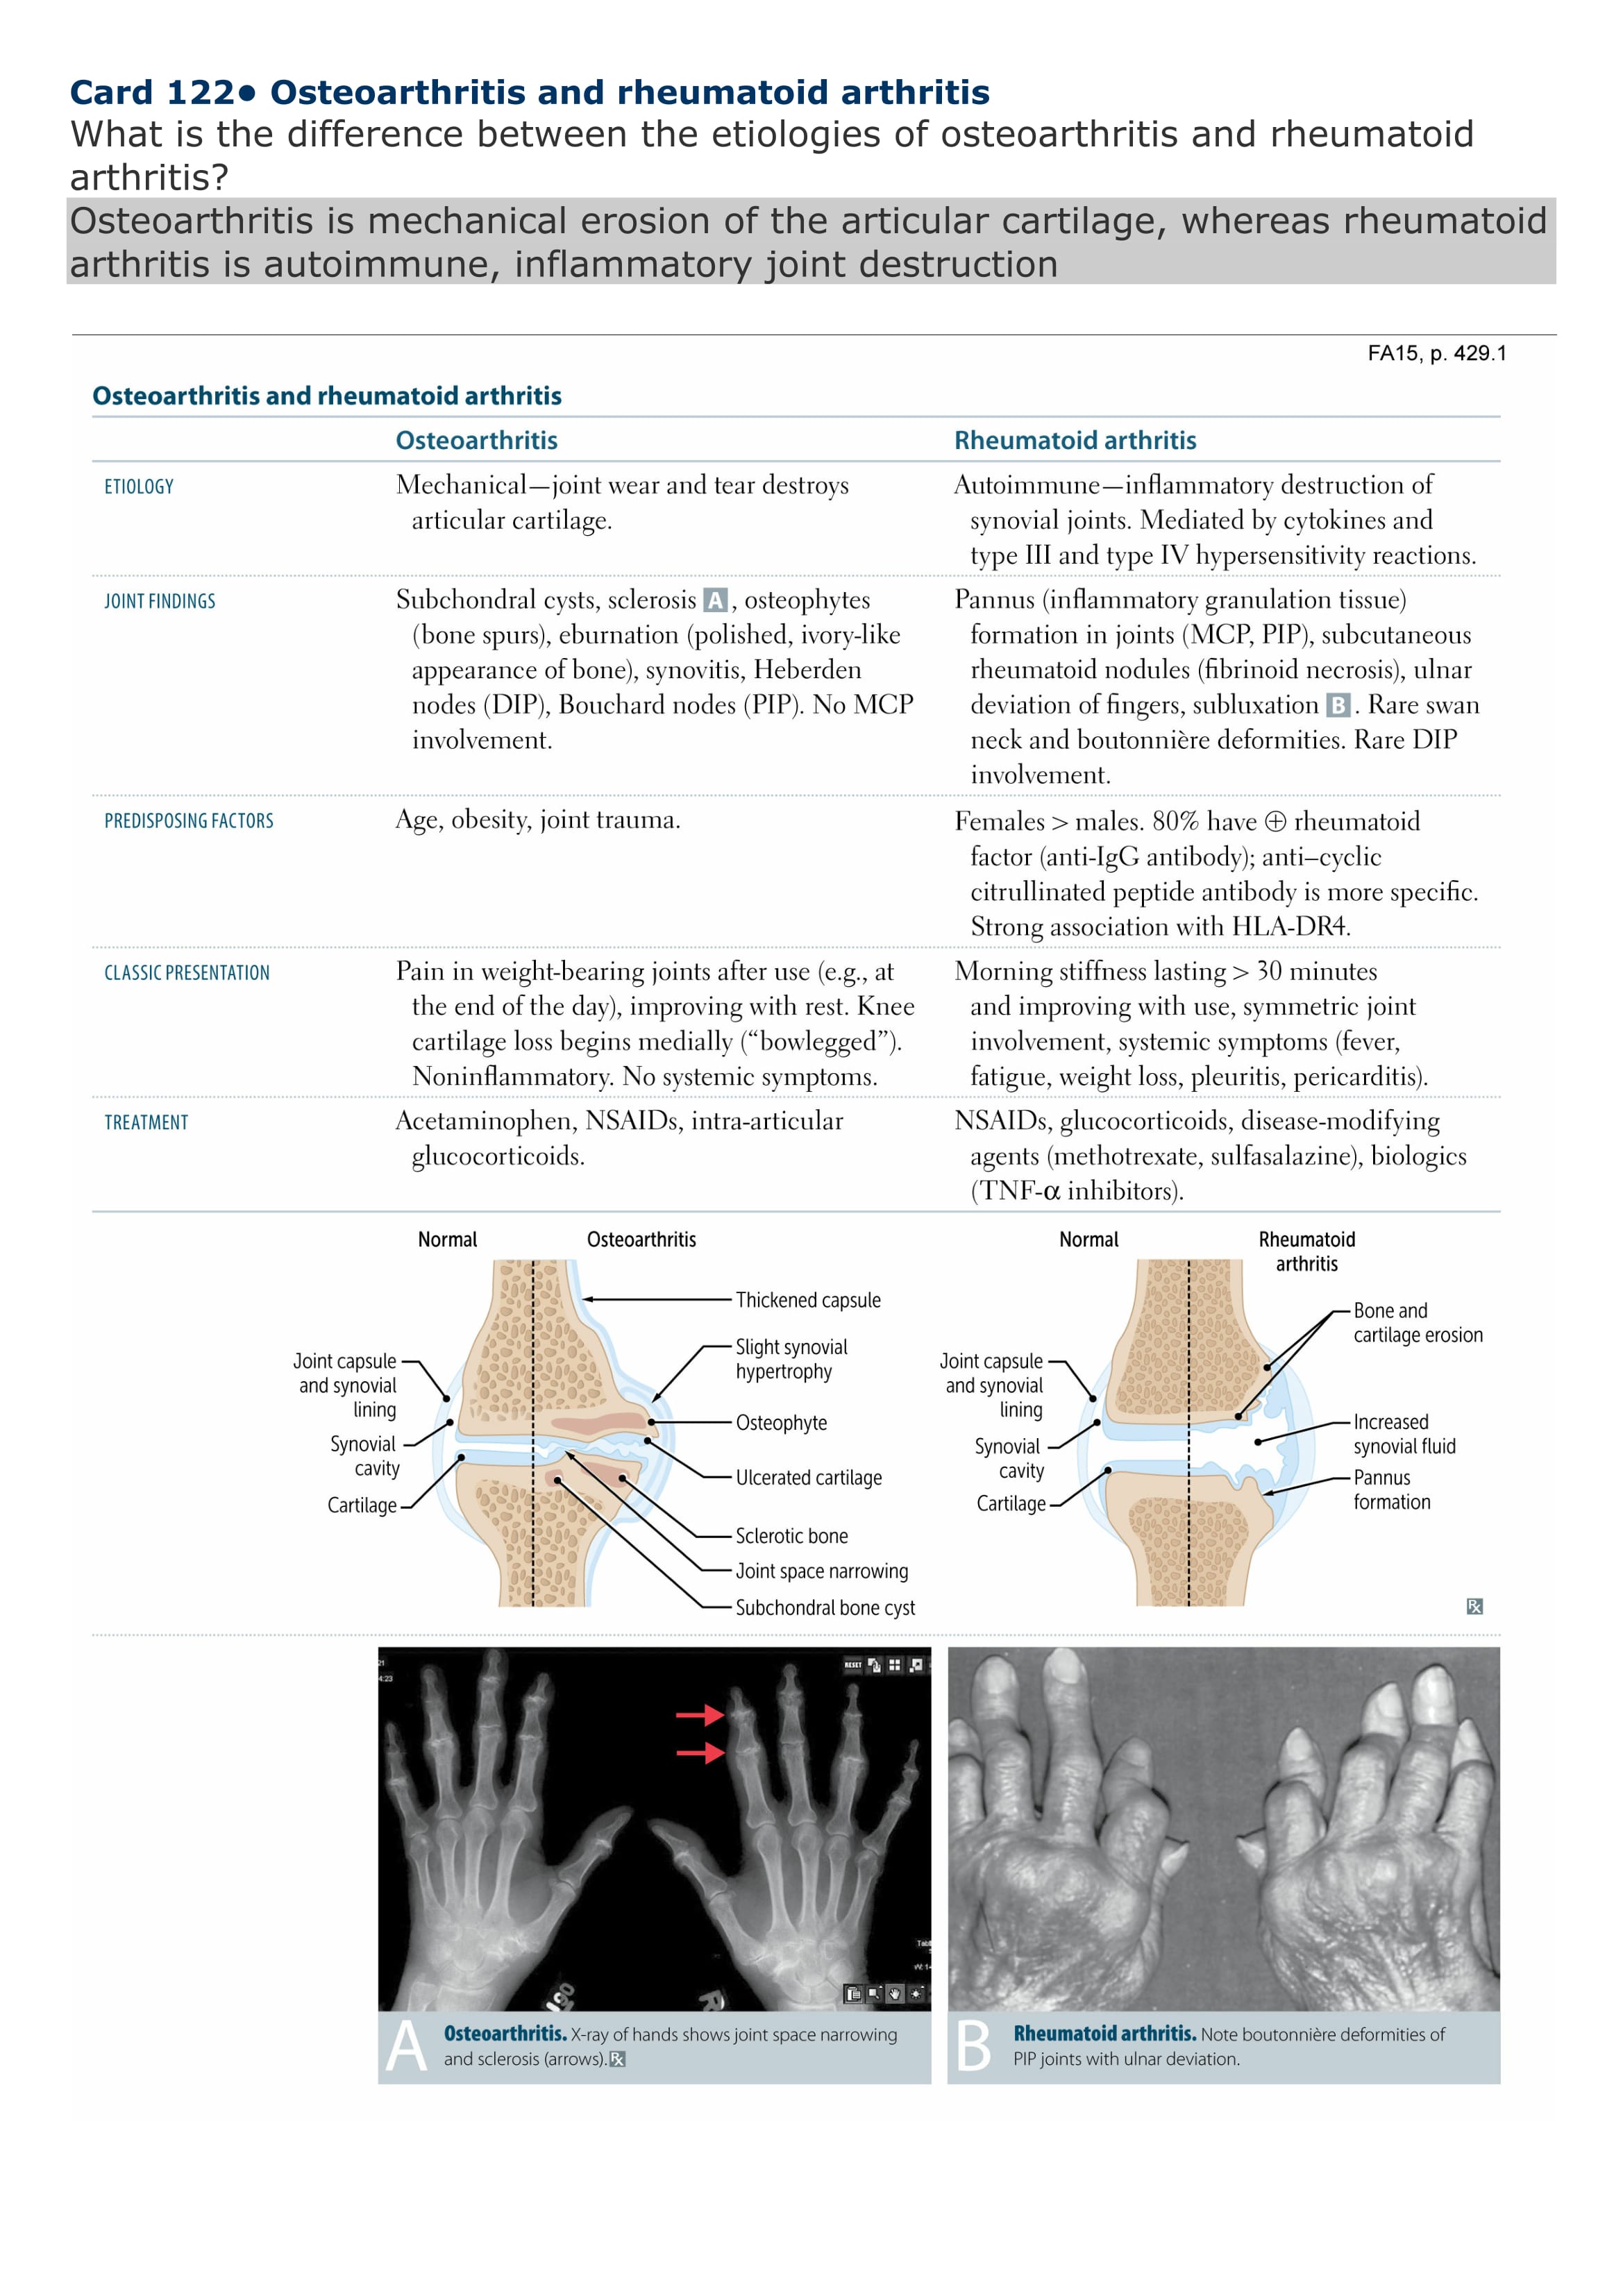 Card 122• Osteoarthritis and rheumatoid arthritis
What is the difference between the etiologies of osteoarthritis and rheumatoid
arthritis?
Osteoarthritis is mechanical erosion of the articular cartilage, whereas rheumatoid
arthritis is autoimmune, inflammatory joint destruction
FA15, p. 429.1
Osteoarthritis and rheumatoid arthritis
Osteoarthritis
Rheumatoid arthritis
ETIOLOGY
Mechanical—joint wear and tear destroys
articular cartilage.
Autoimmune—inflammatory destruction of
synovial joints. Mediated by cytokines and
type III and type IV hypersensitivity reactions.
JOINT FINDINGS
Subchondral cysts, sclerosis A, osteophytes
(bone spurs), eburnation (polished, ivory-like
appearance of bone), synovitis, Heberden
nodes (DIP), Bouchard nodes (PIP). No MCP
involvement.
Pannus (inflammatory granulation tissue)
formation in joints (MCP, PIP), subcutaneous
rheumatoid nodules (fibrinoid necrosis), ulnar
deviation of fingers, subluxation B. Rare swan
neck and boutonnière deformities. Rare DIP
involvement.
PREDISPOSING FACTORS
Age, obesity, joint trauma.
Females > males. 80% have ⊕ rheumatoid
factor (anti-IgG antibody); anti–cyclic
citrullinated peptide antibody is more specific.
Strong association with HLA-DR4.
CLASSIC PRESENTATION
Pain in weight-bearing joints after use (e.g., at
the end of the day), improving with rest. Knee
cartilage loss begins medially (“bowlegged”).
Noninflammatory. No systemic symptoms.
Morning stiffness lasting > 30 minutes
and improving with use, symmetric joint
involvement, systemic symptoms (fever,
fatigue, weight loss, pleuritis, pericarditis).
TREATMENT
Acetaminophen, NSAIDs, intra-articular
glucocorticoids.
NSAIDs, glucocorticoids, disease-modifying
agents (methotrexate, sulfasalazine), biologics
(TNF-α inhibitors).
Normal
Osteoarthritis
Joint capsule
and synovial
lining
Synovial
cavity
Cartilage
Thickened capsule
Slight synovial
hypertrophy
Osteophyte
Ulcerated cartilage
Sclerotic bone
Joint space narrowing
Subchondral bone cyst
Normal
Rheumatoid
arthritis
Joint capsule
and synovial
lining
Synovial
cavity
Cartilage
Bone and
cartilage erosion
Increased
synovial fluid
Pannus
formation
Rx
21
4:23
RESET
R
A
Osteoarthritis. X-ray of hands shows joint space narrowing
and sclerosis (arrows). Rx
B
Rheumatoid arthritis. Note boutonnière deformities of
PIP joints with ulnar deviation.